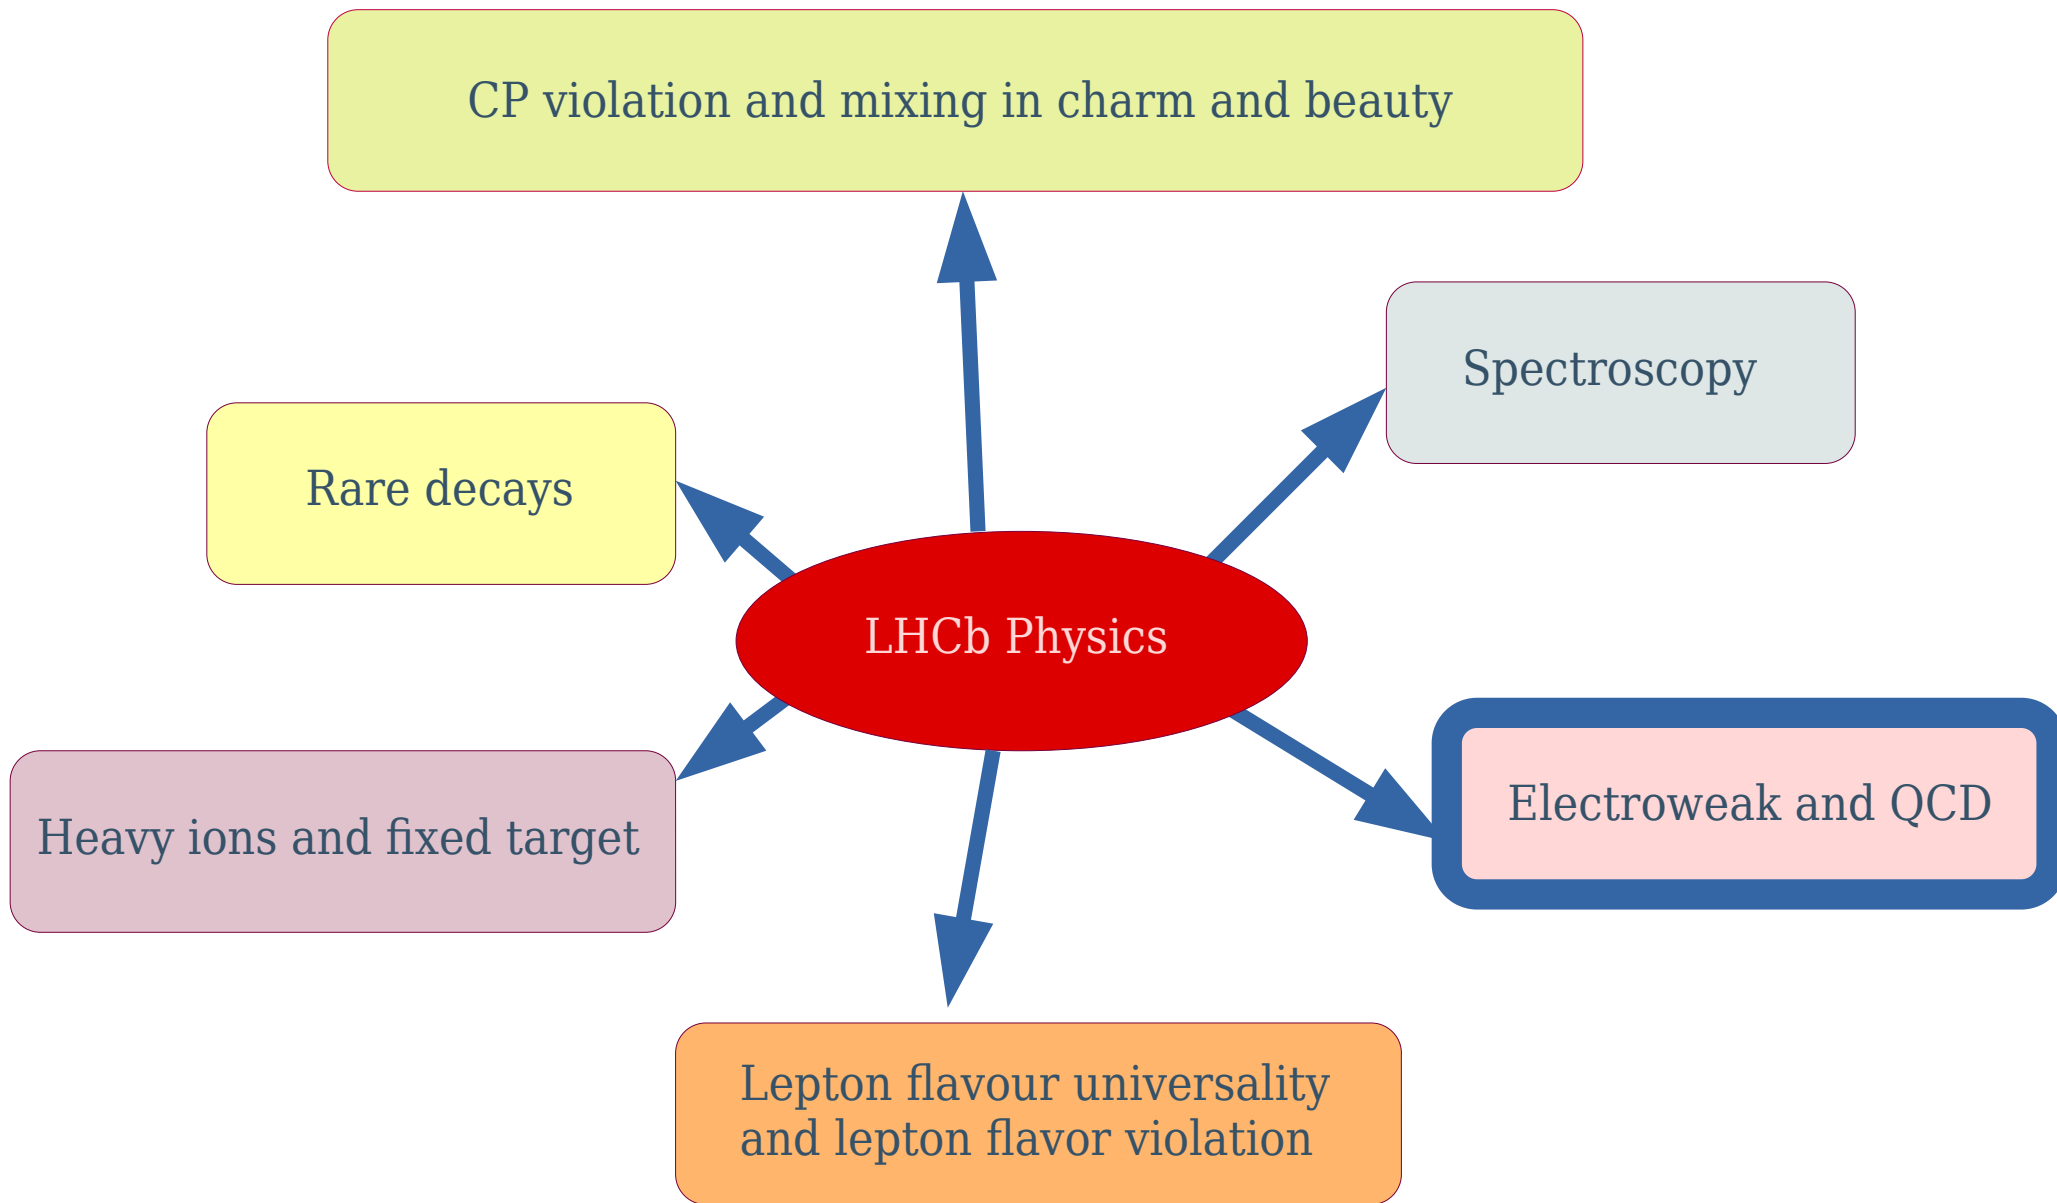 CP violation and mixing in charm and beauty
Spectroscopy
Rare decays
LHCb Physics
Electroweak and QCD
Heavy ions and fixed target
Lepton flavour universality
and lepton flavor violation